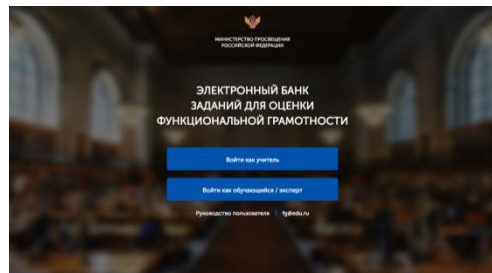 МИНИСТЕРСТВО ПРОСВЕЩЕНИЯ
РОССИЙСКОЙ ФЕДЕРАЦИИ
ЭЛЕКТРОННЫЙ БАНК
ЗАДАНИЙ ДЛЯ ОЦЕНКИ
ФУНКЦИОНАЛЬНОЙ ГРАМОТНОСТИ
Войти как учитель
Войти как обучающийся / эксперт
Руководство пользователя | fg@edu.ru